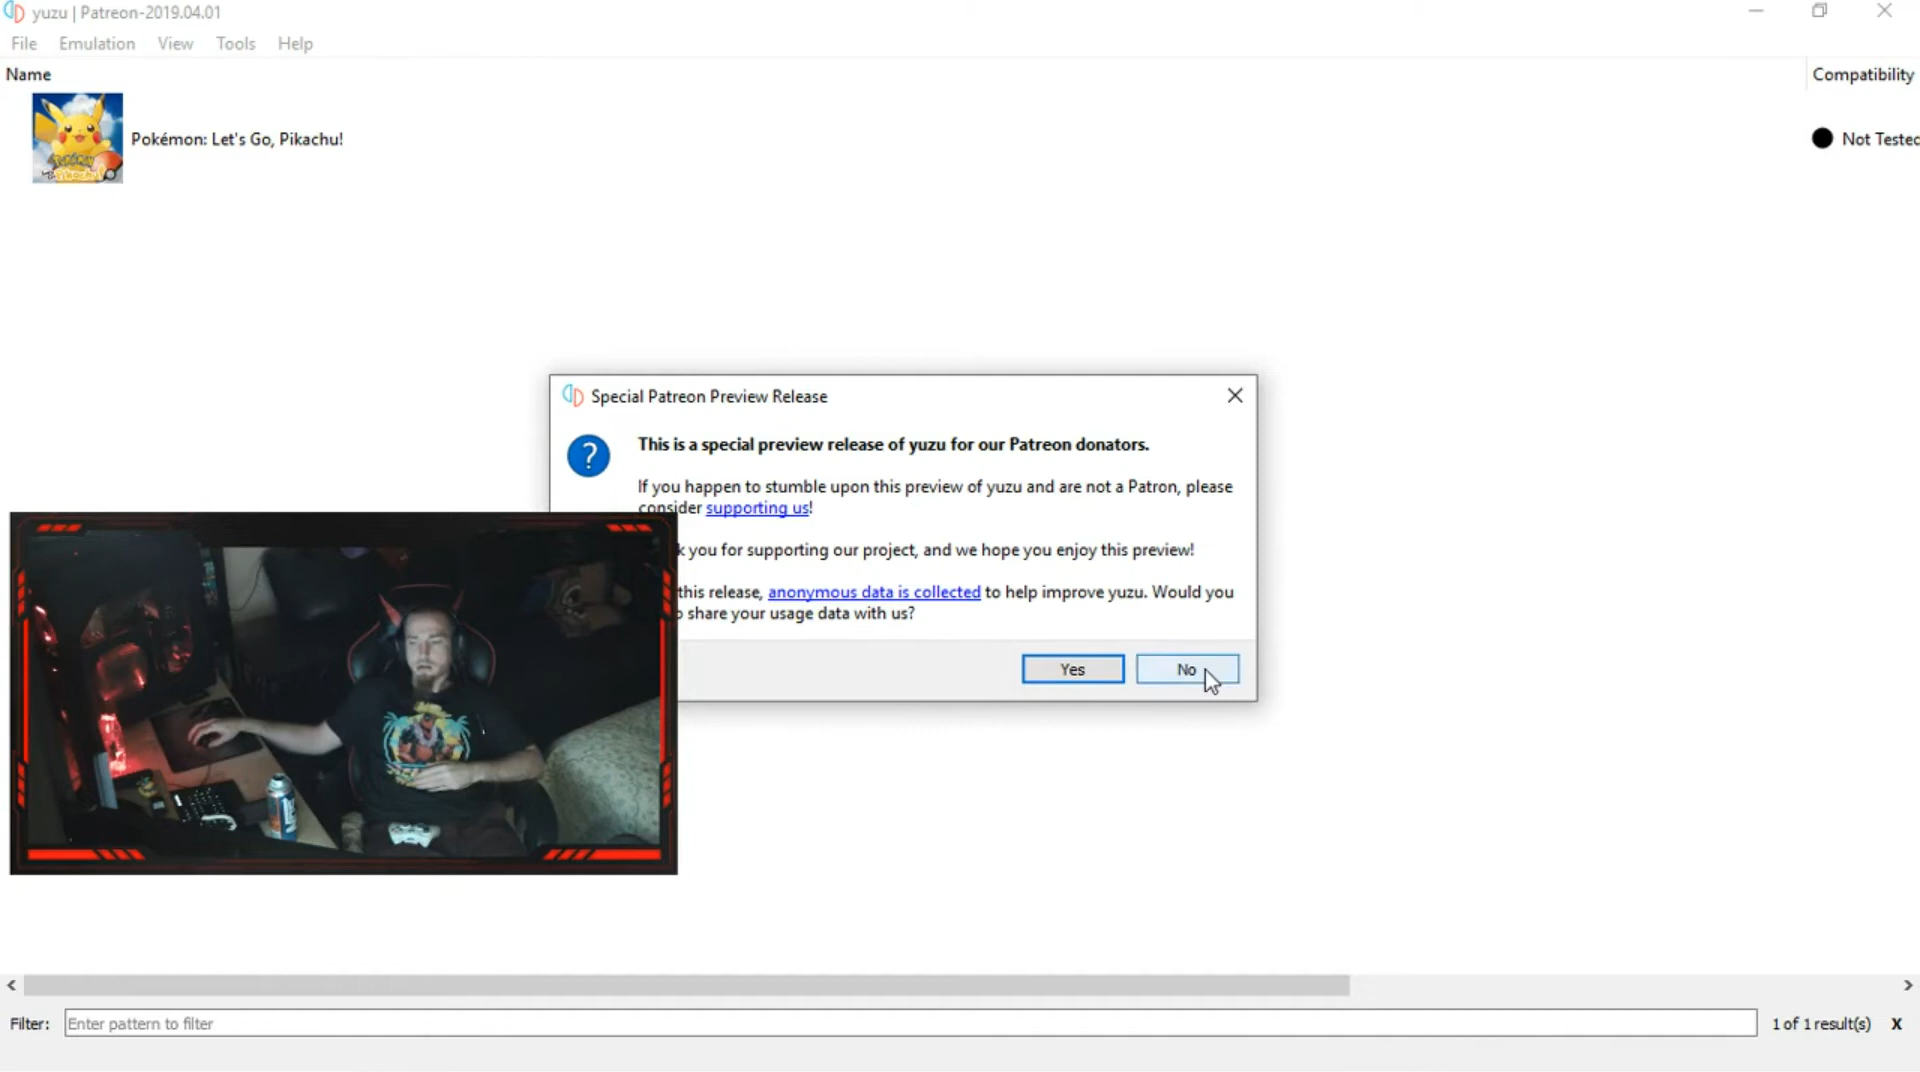 yuzu | Patreon-2019.04.01
File Emulation View Tools Help
Name Compatibility
Pokémon: Let's Go, Pikachu! Not Tested
Special Patreon Preview Release
This is a special preview release of yuzu for our Patreon donators.
If you happen to stumble upon this preview of yuzu and are not a Patron, please
consider supporting us!
k you for supporting our project, and we hope you enjoy this preview!
this release, anonymous data is collected to help improve yuzu. Would you
share your usage data with us?
Yes No
Filter: Enter pattern to filter 1 of 1 result(s) X